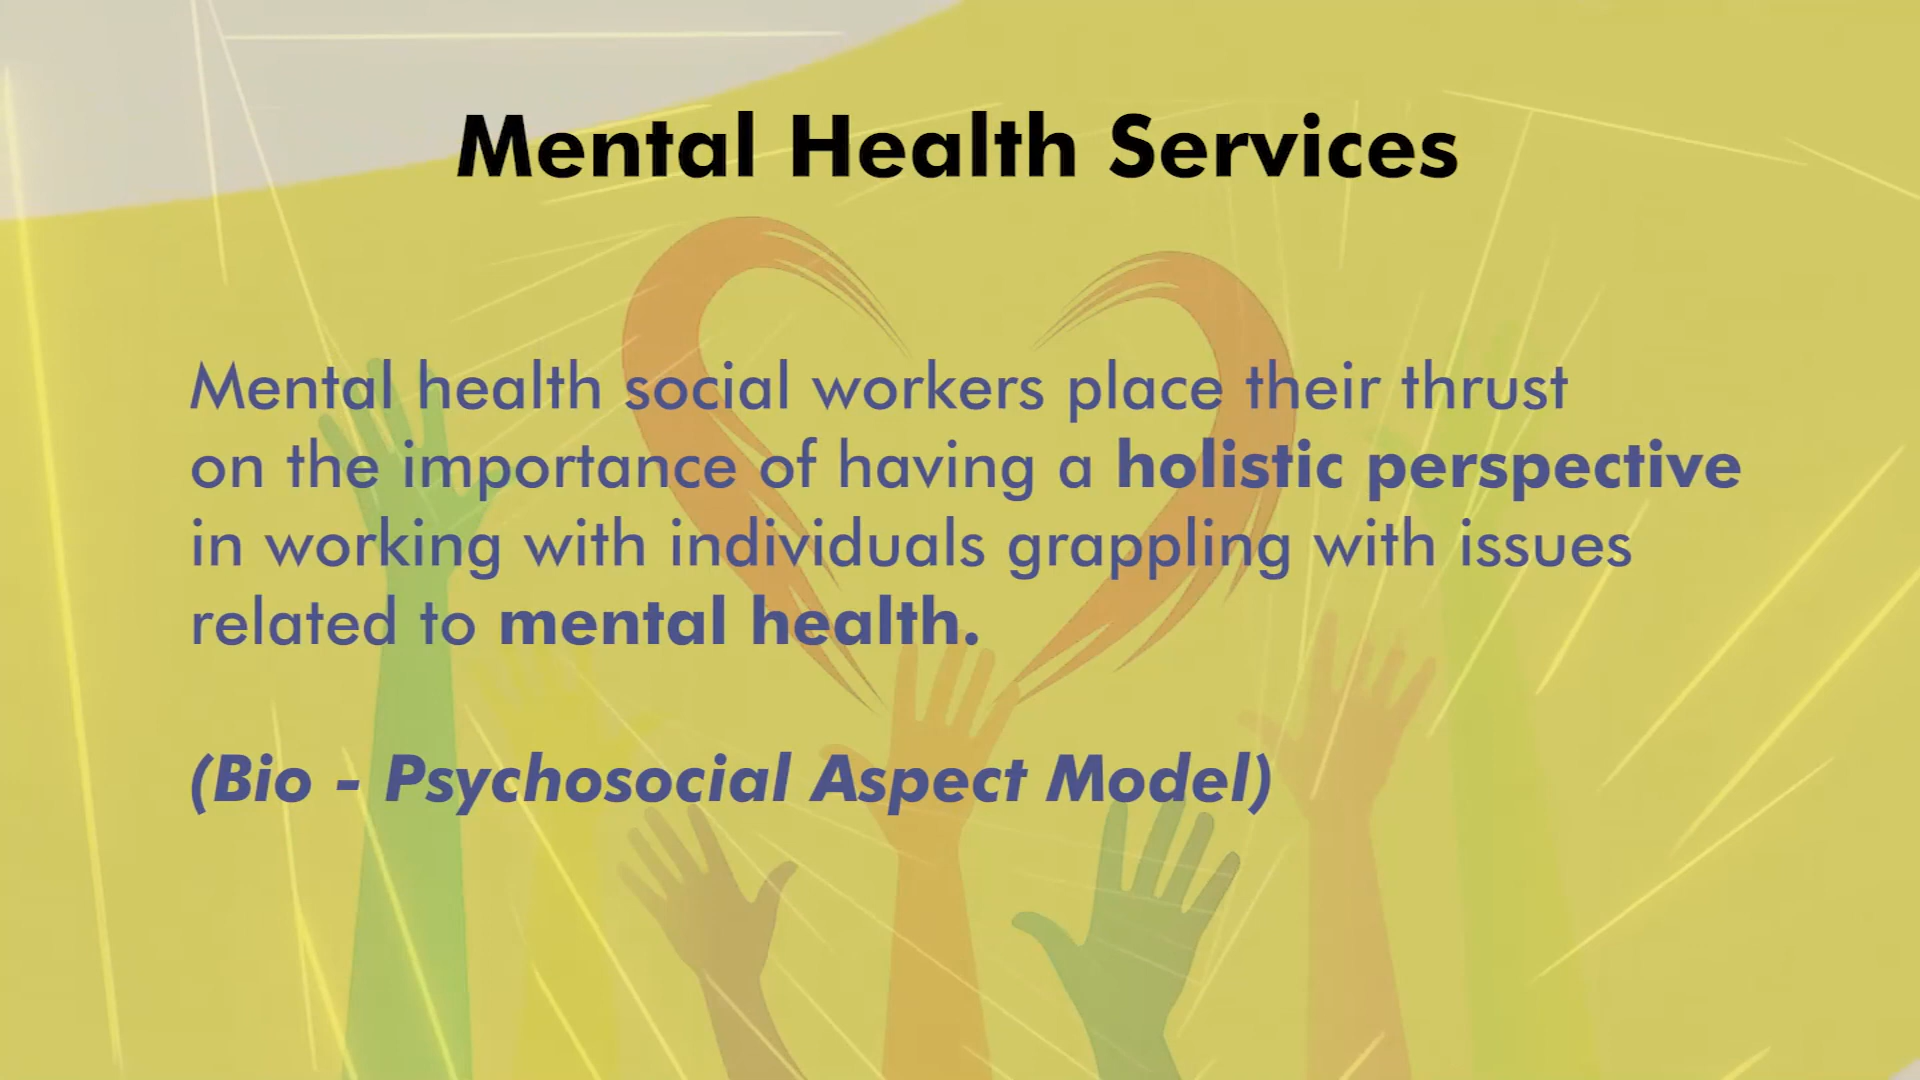 Mental Health Services
Mental health social workers place their thrust
on the importance of having a holistic perspective
in working with individuals grappling with issues
related to mental health.
(Bio - Psychosocial Aspect Model)